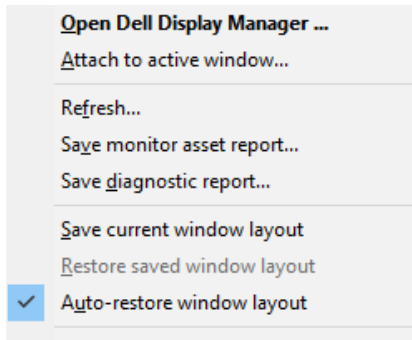 Open Dell Display Manager ...
Attach to active window...
Refresh...
Save monitor asset report...
Save diagnostic report...
Save current window layout
Restore saved window layout
Auto-restore window layout